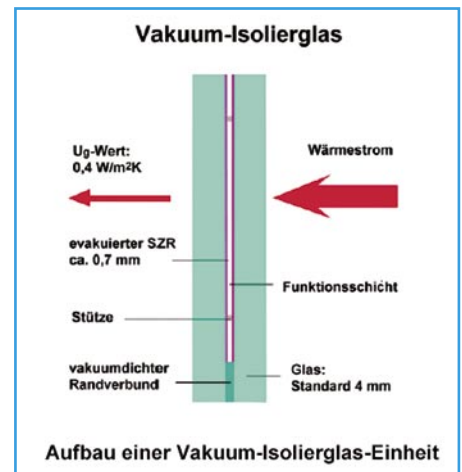 Vakuum-Isolierglas
Ug-Wert:
0,4 W/m²K
Wärmestrom
evakuierter SZR
ca. 0,7 mm
Funktionsschicht
Stütze
vakuumdichter
Randverbund
Glas:
Standard 4 mm
Aufbau einer Vakuum-Isolierglas-Einheit